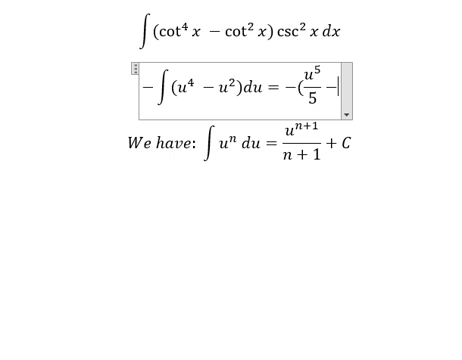 ∫(cot⁴ x − cot² x) csc² x dx
−∫(u⁴ − u²)du = −(u⁵/5 −
We have: ∫uⁿ du = uⁿ⁺¹/(n + 1) + C